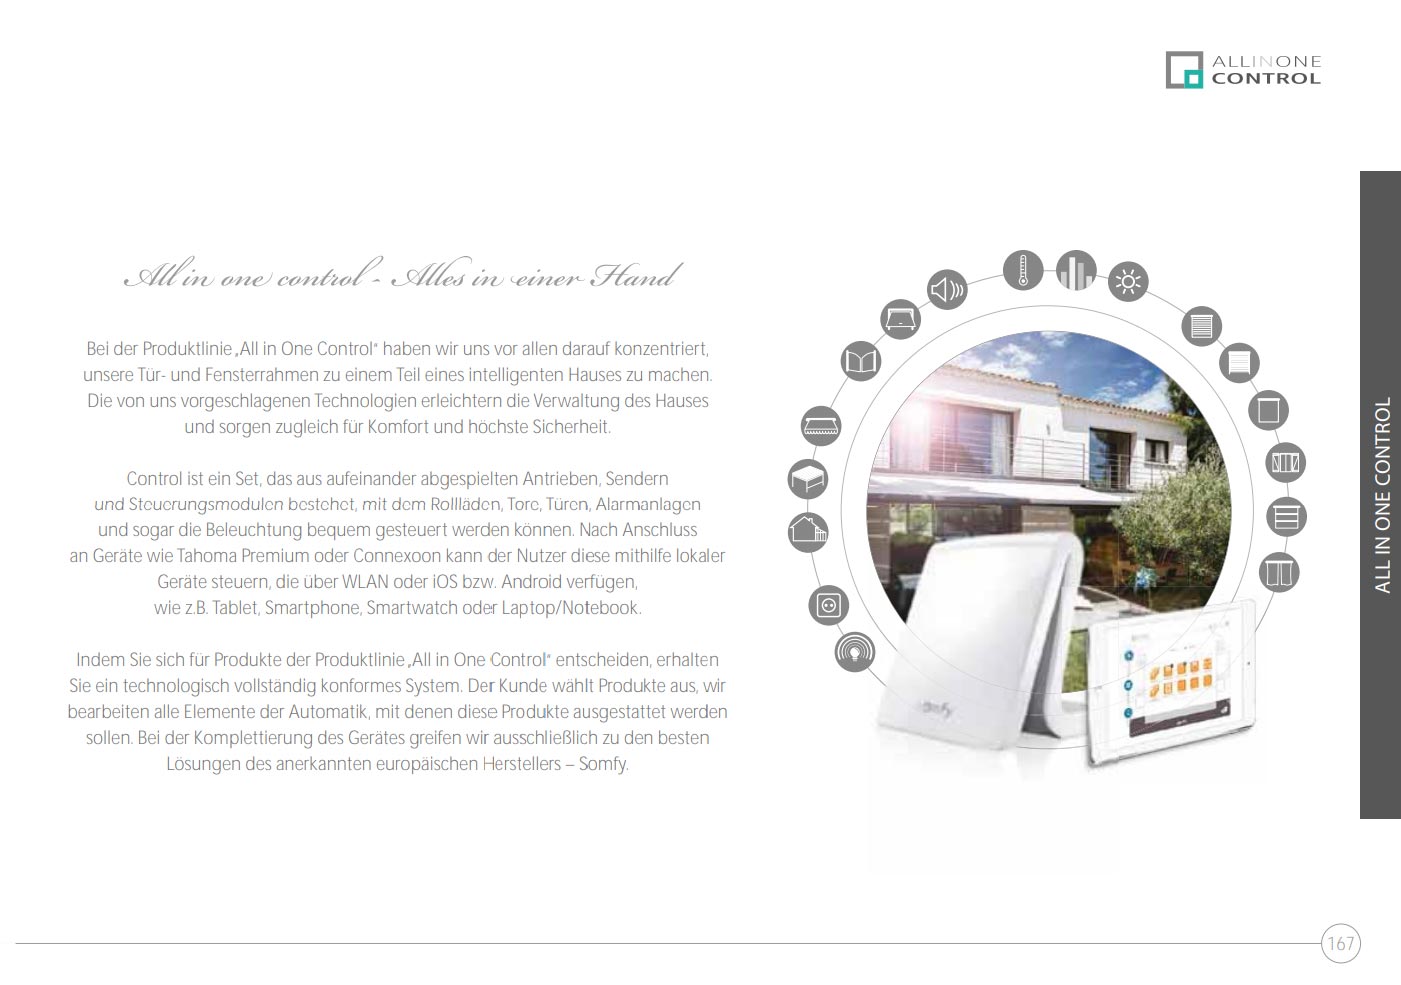 ALLINONE
CONTROL
All in one control - Alles in einer Hand
Bei der Produktlinie „All in One Control“ haben wir uns vor allen darauf konzentriert,
unsere Tür- und Fensterrahmen zu einem Teil eines intelligenten Hauses zu machen.
Die von uns vorgeschlagenen Technologien erleichtern die Verwaltung des Hauses
und sorgen zugleich für Komfort und höchste Sicherheit.
Control ist ein Set, das aus aufeinander abgespielten Antrieben, Sendern
und Steuerungsmodulen bestehet, mit dem Rollläden, Tore, Türen, Alarmanlagen
und sogar die Beleuchtung bequem gesteuert werden können. Nach Anschluss
an Geräte wie Tahoma Premium oder Connexoon kann der Nutzer diese mithilfe lokaler
Geräte steuern, die über WLAN oder iOS bzw. Android verfügen,
wie z.B. Tablet, Smartphone, Smartwatch oder Laptop/Notebook.
Indem Sie sich für Produkte der Produktlinie „All in One Control“ entscheiden, erhalten
Sie ein technologisch vollständig konformes System. Der Kunde wählt Produkte aus, wir
bearbeiten alle Elemente der Automatik, mit denen diese Produkte ausgestattet werden
sollen. Bei der Komplettierung des Gerätes greifen wir ausschließlich zu den besten
Lösungen des anerkannten europäischen Herstellers – Somfy.
somfy
ALL IN ONE CONTROL
167